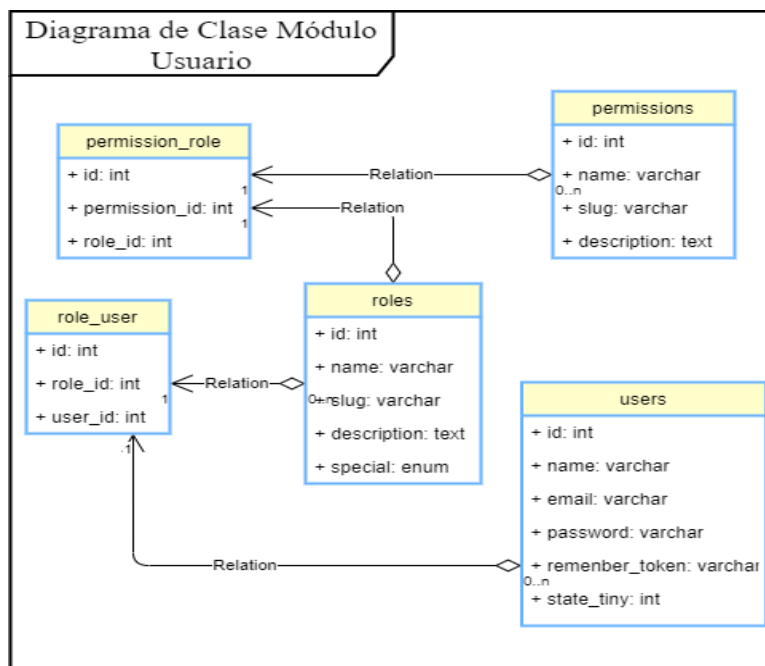 Diagrama de Clase Módulo
Usuario
permissions
+ id: int
+ name: varchar
0..n
+ slug: varchar
+ description: text
permission_role
+ id: int
1
+ permission_id: int
1
+ role_id: int
Relation
Relation
roles
+ id: int
+ name: varchar
0..n
+ slug: varchar
+ description: text
+ special: enum
role_user
+ id: int
+ role_id: int
1
+ user_id: int
1
Relation
users
+ id: int
+ name: varchar
+ email: varchar
+ password: varchar
+ remenber_token: varchar
0..n
+ state_tiny: int
Relation